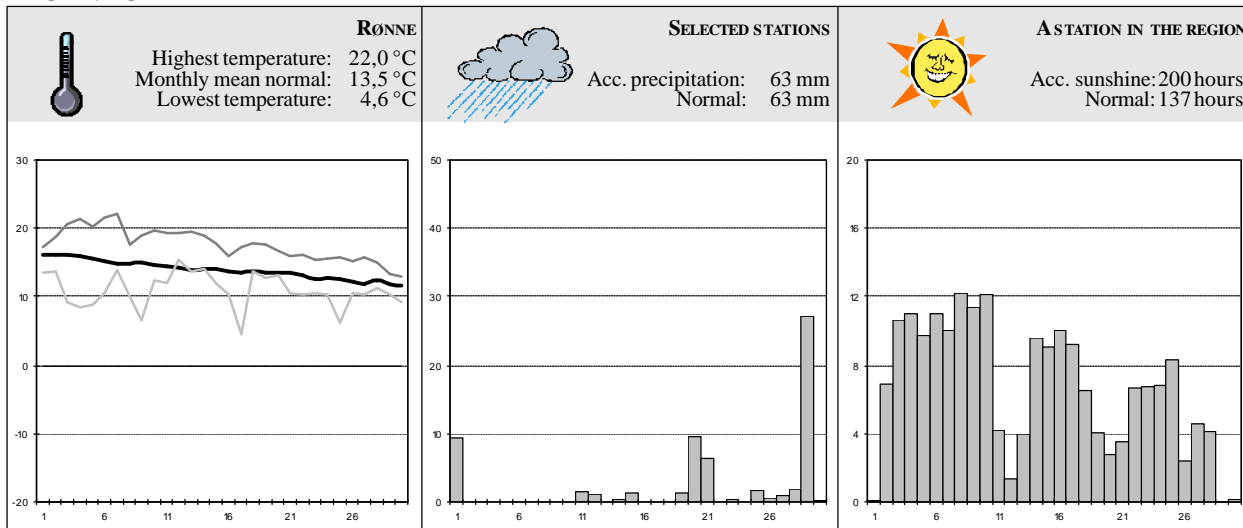 RØNNE
Highest temperature: 22,0 °C
Monthly mean normal: 13,5 °C
Lowest temperature: 4,6 °C
SELECTED STATIONS
Acc. precipitation: 63 mm
Normal: 63 mm
A STATION IN THE REGION
Acc. sunshine: 200 hours
Normal: 137 hours
30
20
10
0
-10
-20
1 6 11 16 21 26
50
40
30
20
10
0
1 6 11 16 21 26
20
16
12
8
4
0
1 6 11 16 21 26